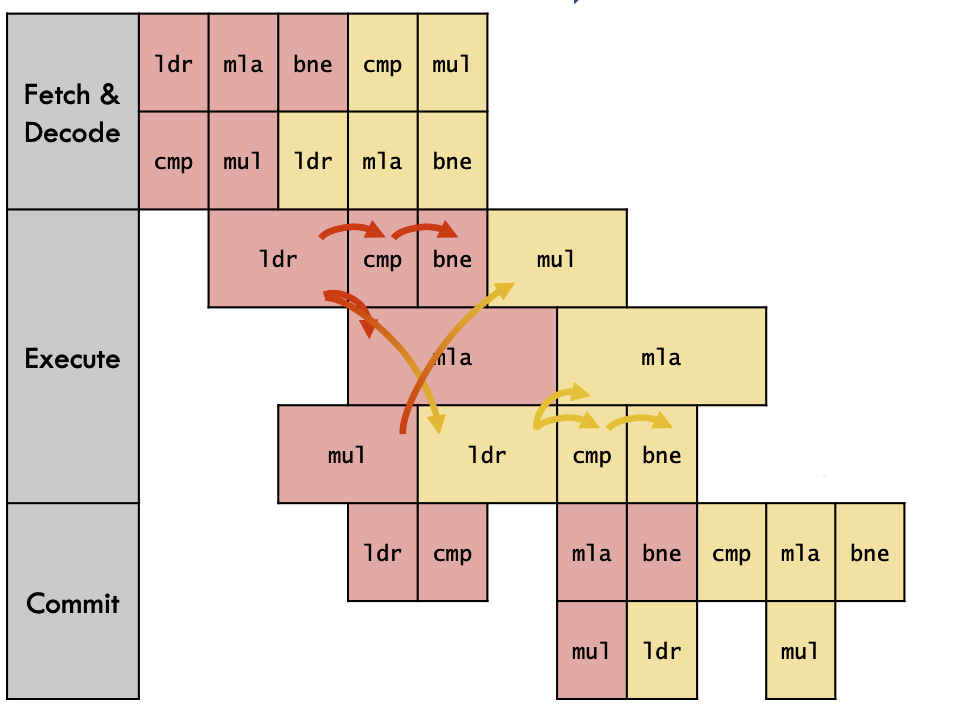 Fetch &
Decode
ldr mla bne cmp mul
cmp mul ldr mla bne
Execute
ldr cmp bne mul
mla mla
mul ldr cmp bne
Commit
ldr cmp mla bne cmp mla bne
mul ldr mul